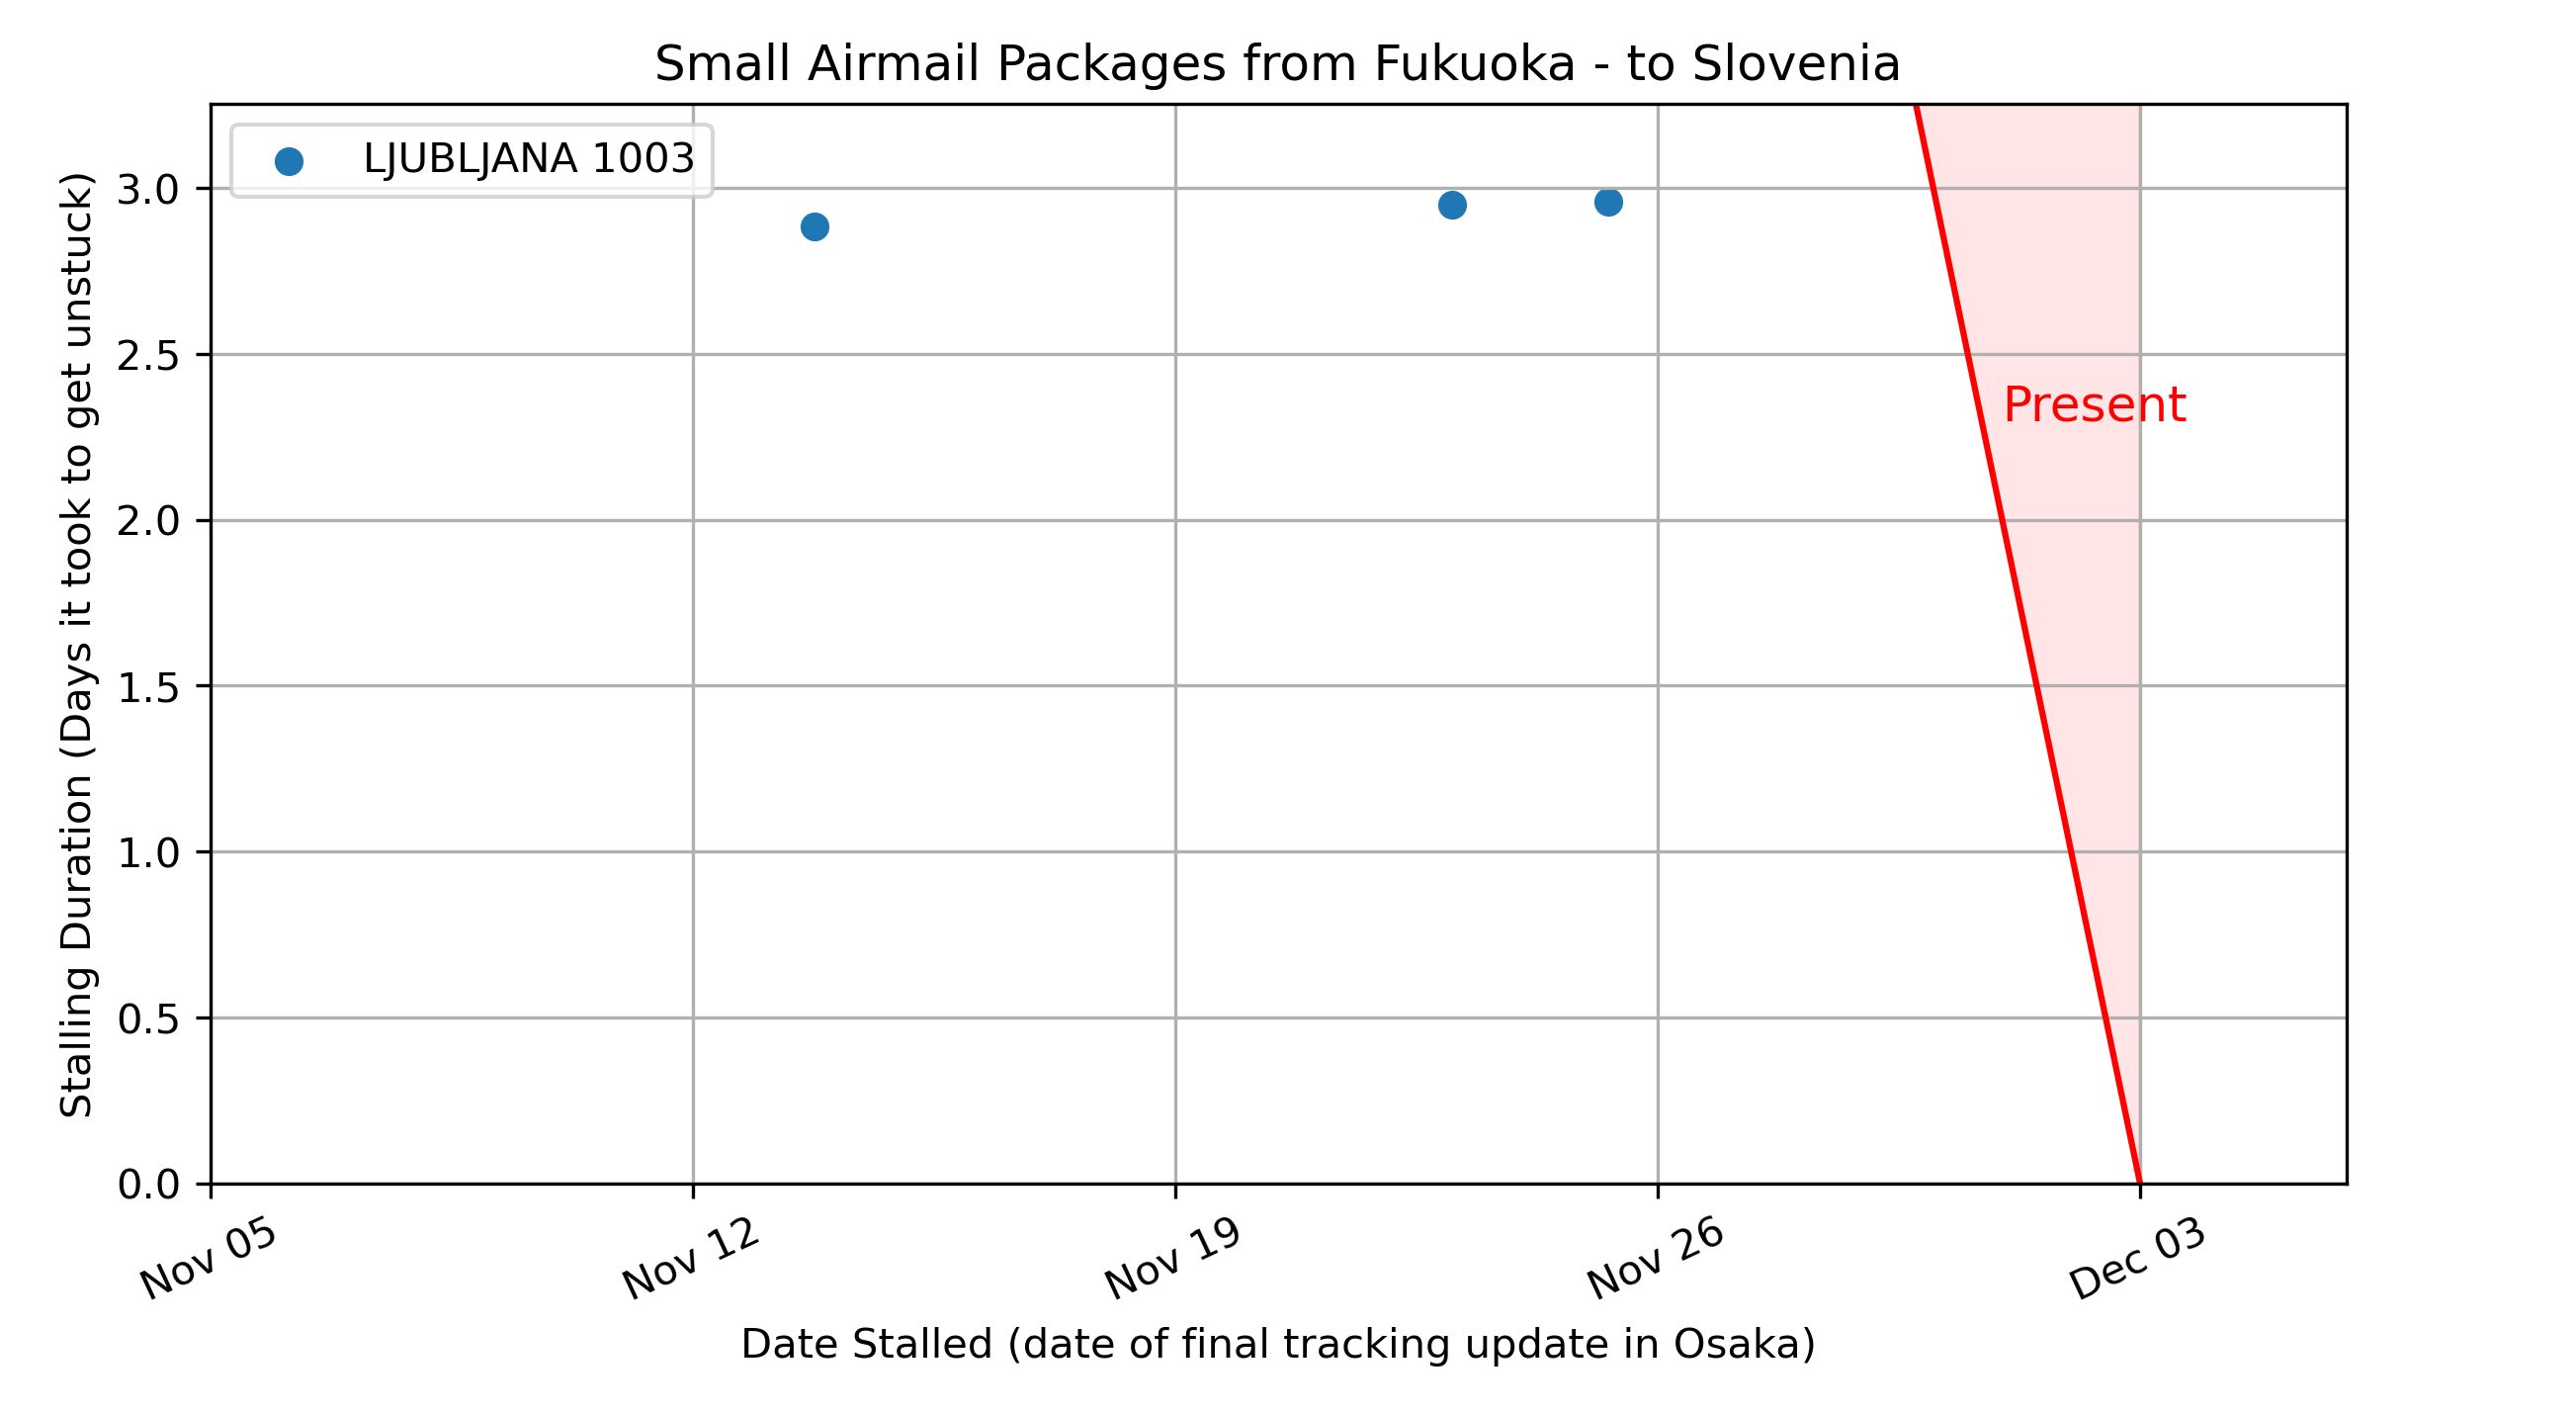 Small Airmail Packages from Fukuoka - to Slovenia
LJUBLJANA 1003
Stalling Duration (Days it took to get unstuck)
3.0
2.5
2.0
1.5
1.0
0.5
0.0
Present
Nov 05
Nov 12
Nov 19
Nov 26
Dec 03
Date Stalled (date of final tracking update in Osaka)